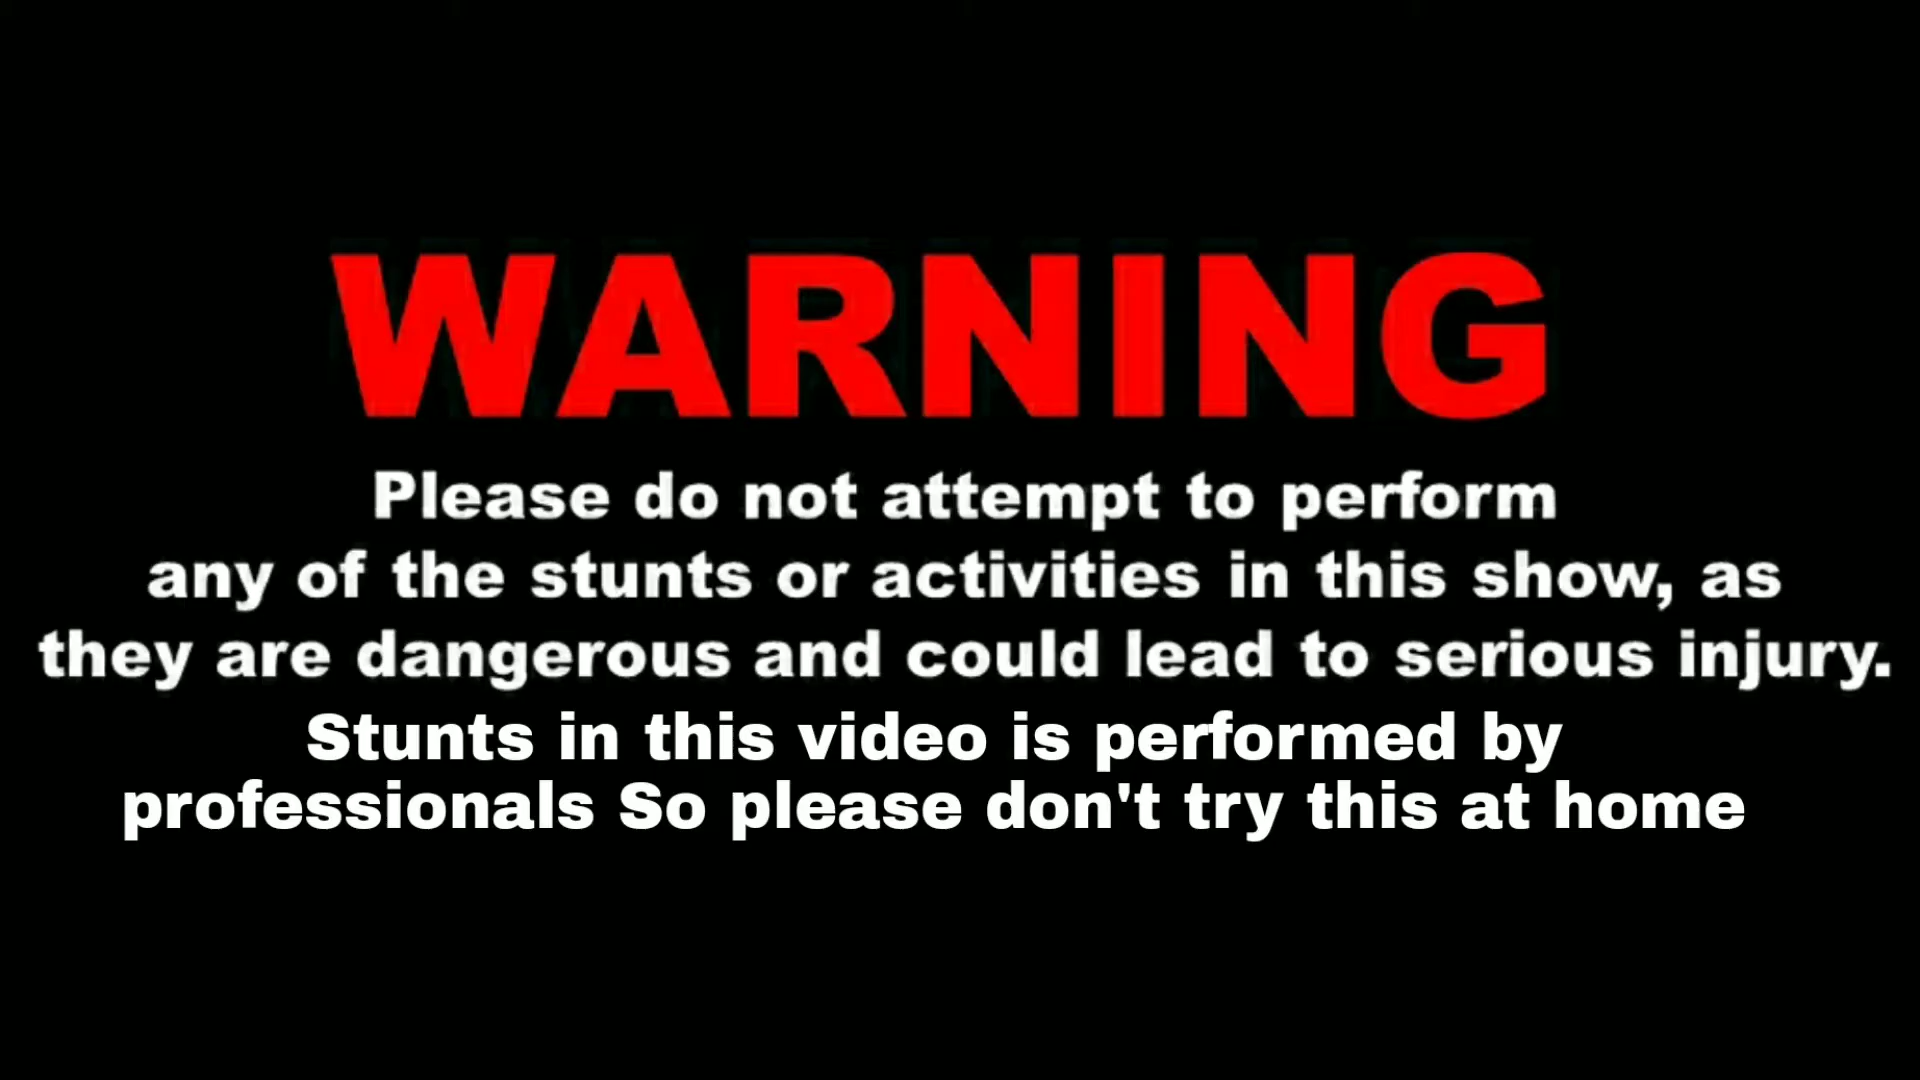 WARNING
Please do not attempt to perform
any of the stunts or activities in this show, as
they are dangerous and could lead to serious injury.
Stunts in this video is performed by
professionals So please don't try this at home